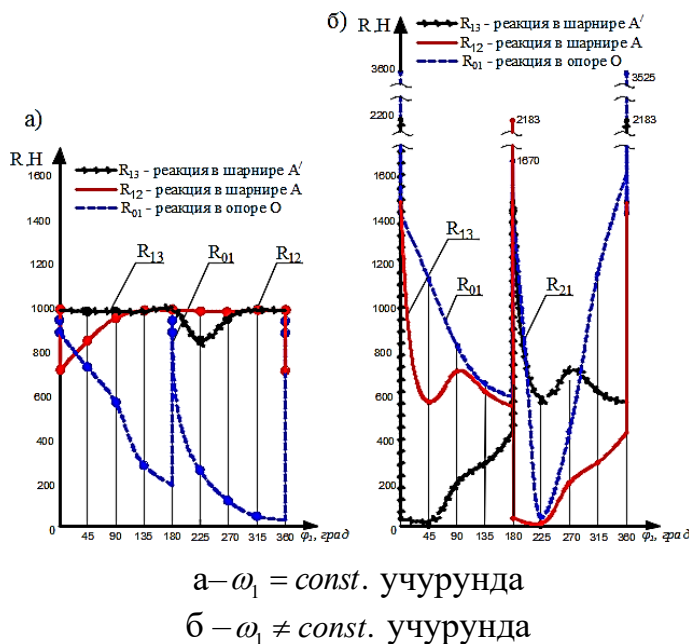 б)
R,Н
R13 - реакция в шарнире А/
R12 - реакция в шарнире А
R01 - реакция в опоре О
3600
3525
2200
2183
2183
1670
1600
1400
1200
1000
800
600
400
200
0
R13
R01
R21
45 90 135 180 225 270 315 360 φ1, град
а)
R,Н
R13 - реакция в шарнире А/
R12 - реакция в шарнире А
R01 - реакция в опоре О
1600
1400
1200
1000
800
600
400
200
0
R13
R01
R12
45 90 135 180 225 270 315 360 φ1, град
а– ω1 = const. учурунда
б – ω1 ≠ const. учурунда